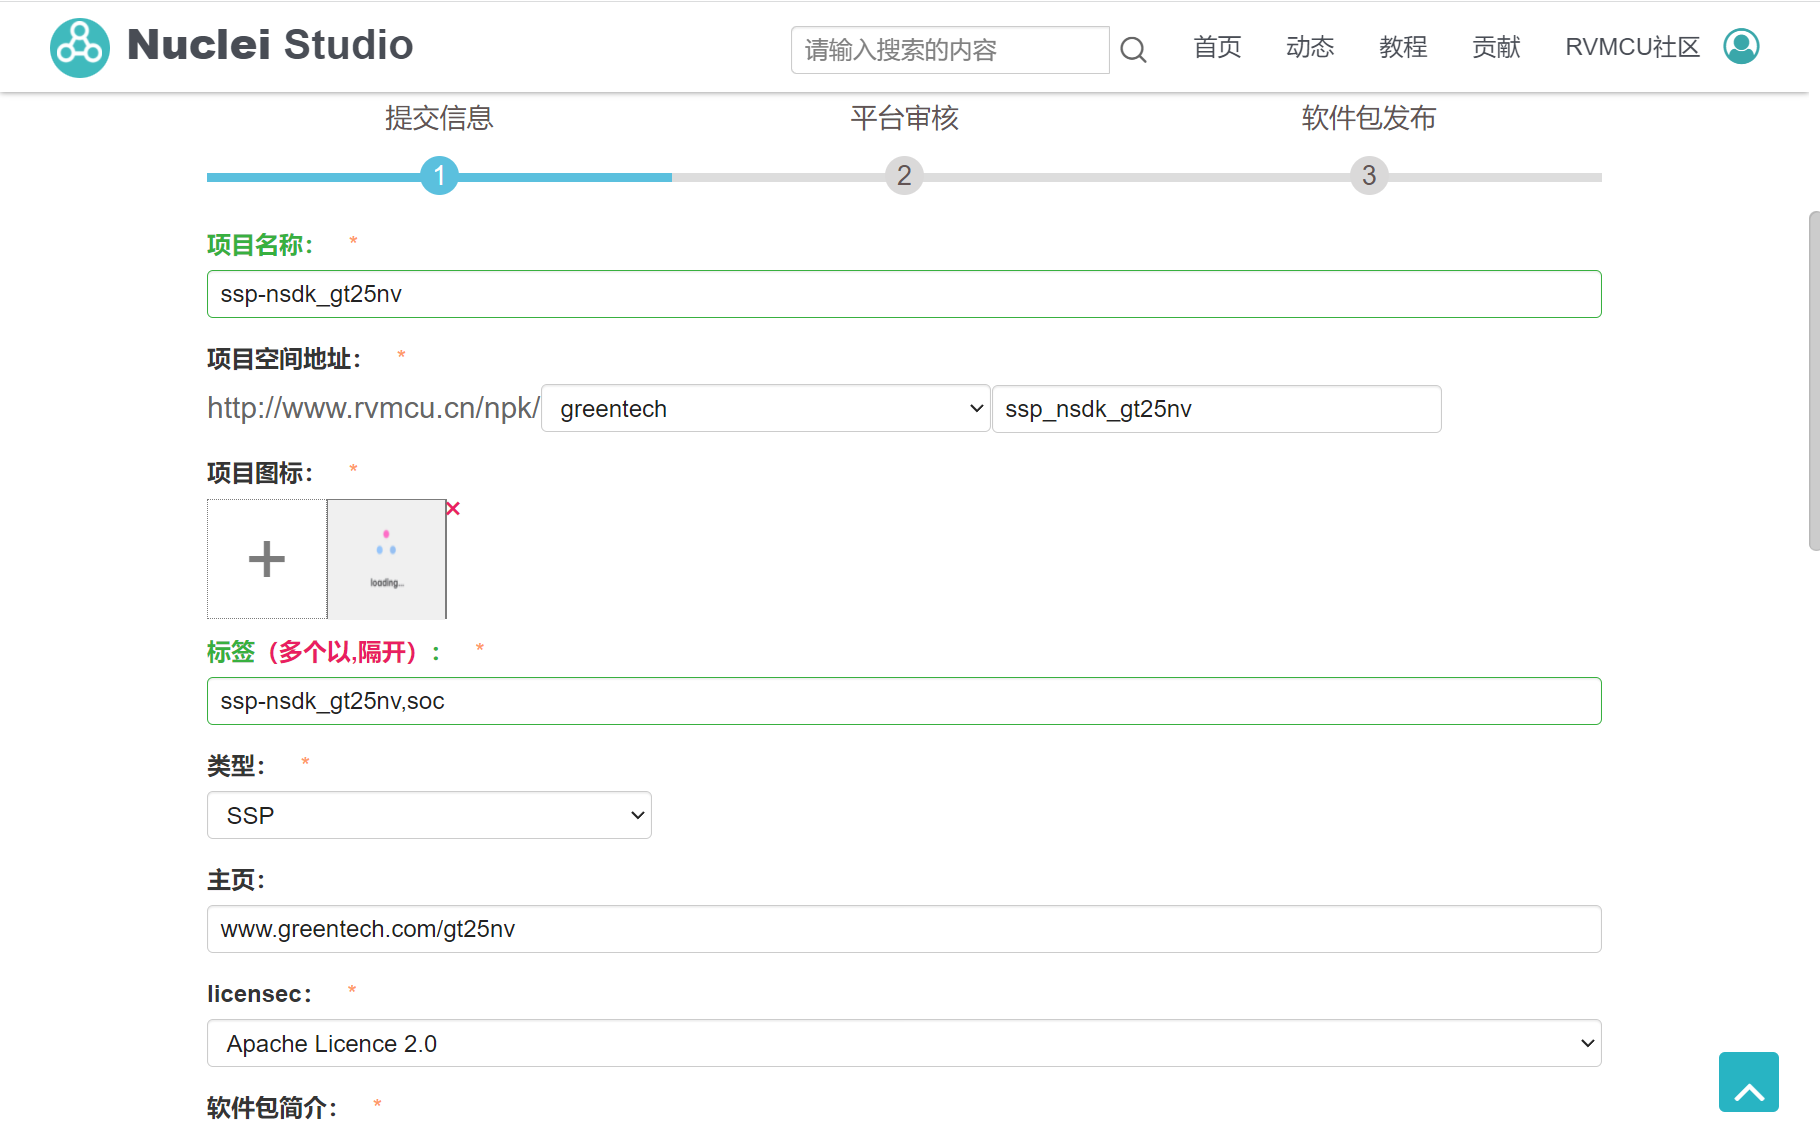 Nuclei Studio
请输入搜索的内容
首页 动态 教程 贡献 RVMCU社区
提交信息 平台审核 软件包发布
1 2 3
项目名称： *
ssp-nsdk_gt25nv
项目空间地址： *
http://www.rvmcu.cn/npk/ greentech ssp_nsdk_gt25nv
项目图标： *
loading...
标签（多个以,隔开）： *
ssp-nsdk_gt25nv,soc
类型： *
SSP
主页：
www.greentech.com/gt25nv
licensec： *
Apache Licence 2.0
软件包简介： *